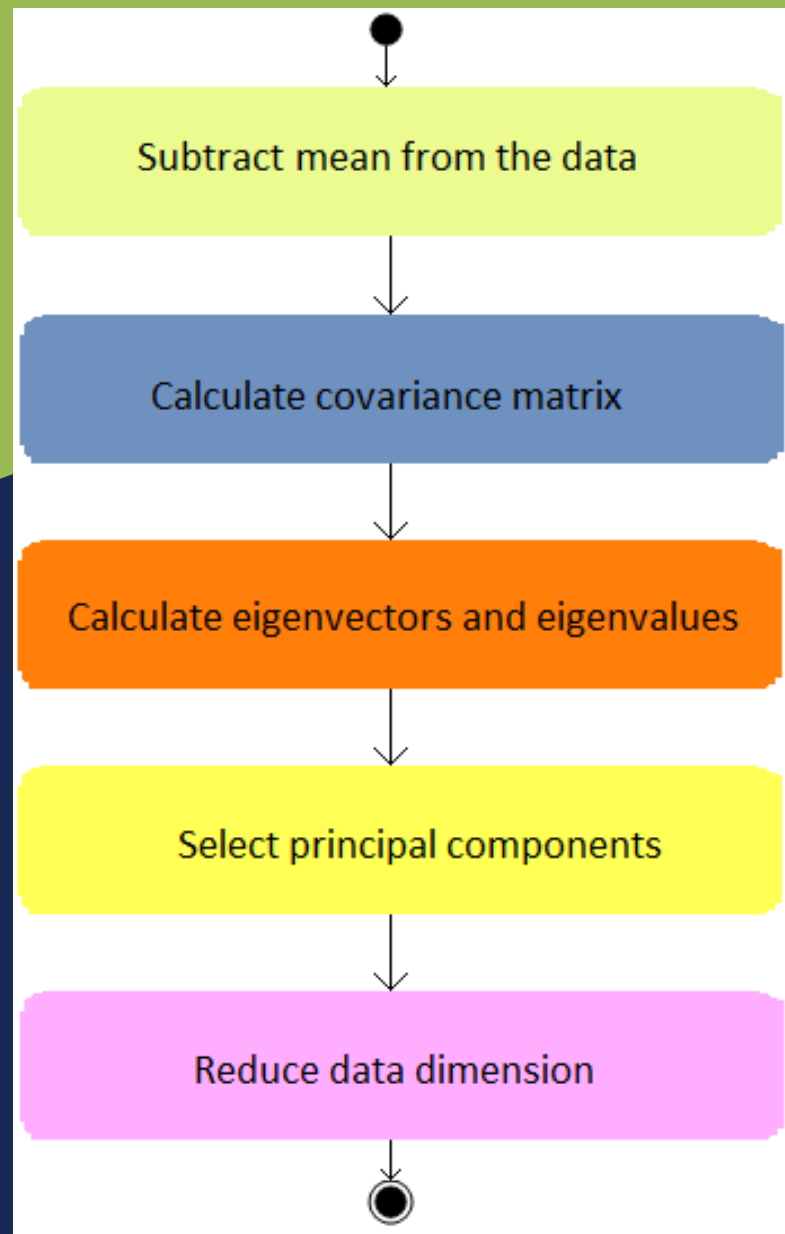 Subtract mean from the data
Calculate covariance matrix
Calculate eigenvectors and eigenvalues
Select principal components
Reduce data dimension